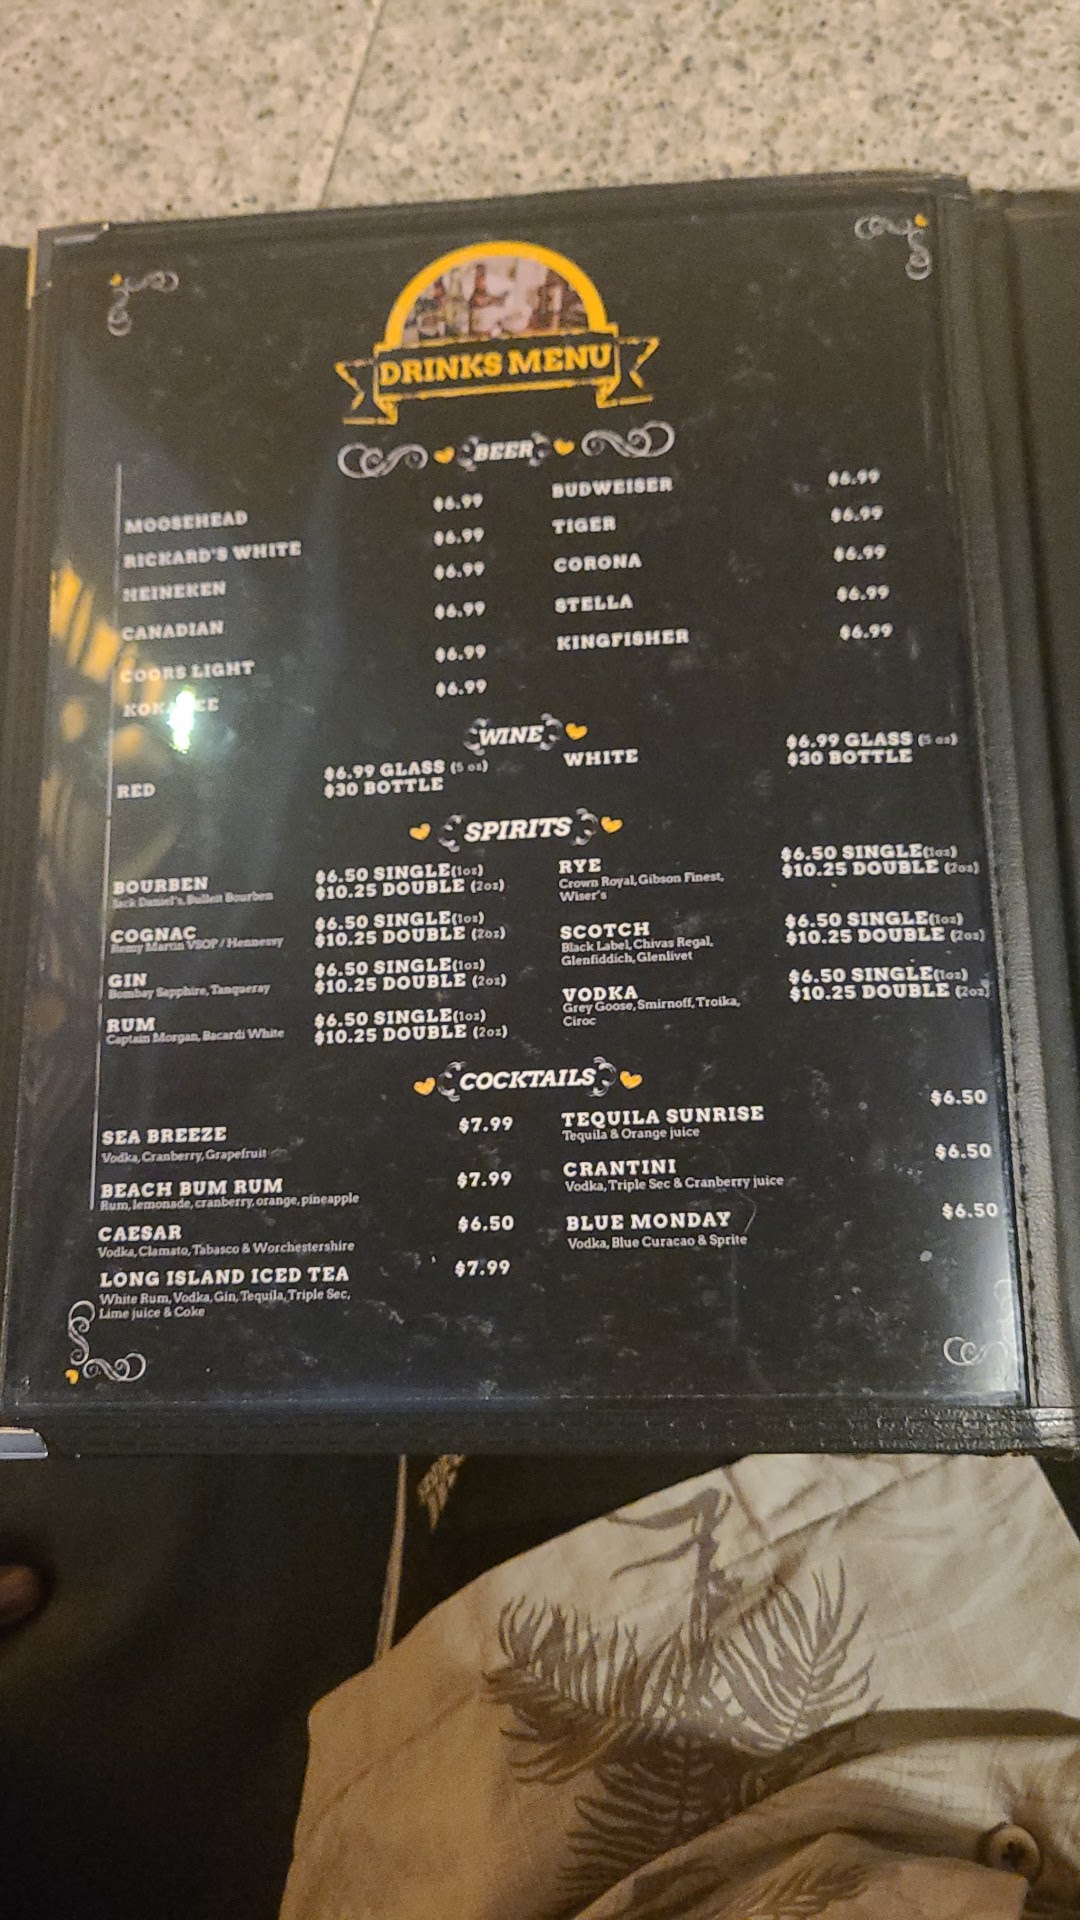 DRINKS MENU
BEER
MOOSEHEAD $6.99
RICKARD'S WHITE $6.99
HEINEKEN $6.99
CANADIAN $6.99
COORS LIGHT $6.99
KOKANEE $6.99
BUDWEISER $6.99
TIGER $6.99
CORONA $6.99
STELLA $6.99
KINGFISHER $6.99
WINE
RED $6.99 GLASS (5 oz)
$30 BOTTLE
WHITE $6.99 GLASS (5 oz)
$30 BOTTLE
SPIRITS
BOURBEN $6.50 SINGLE(1oz)
Jack Daniel's, Bulleit Bourben $10.25 DOUBLE (2oz)
COGNAC $6.50 SINGLE(1oz)
Remy Martin VSOP / Hennessy $10.25 DOUBLE (2oz)
GIN $6.50 SINGLE(1oz)
Bombay Sapphire, Tanqueray $10.25 DOUBLE (2oz)
RUM $6.50 SINGLE(1oz)
Captain Morgan, Bacardi White $10.25 DOUBLE (2oz)
RYE $6.50 SINGLE(1oz)
Crown Royal, Gibson Finest, $10.25 DOUBLE (2oz)
Wiser's
SCOTCH $6.50 SINGLE(1oz)
Black Label, Chivas Regal, $10.25 DOUBLE (2oz)
Glenfiddich, Glenlivet
VODKA $6.50 SINGLE(1oz)
Grey Goose, Smirnoff, Troika, $10.25 DOUBLE (2oz)
Ciroc
COCKTAILS
SEA BREEZE $7.99
Vodka, Cranberry, Grapefruit
BEACH BUM RUM $7.99
Rum, lemonade, cranberry, orange, pineapple
CAESAR $6.50
Vodka, Clamato, Tabasco & Worchestershire
LONG ISLAND ICED TEA $7.99
White Rum, Vodka, Gin, Tequila, Triple Sec,
Lime juice & Coke
TEQUILA SUNRISE $6.50
Tequila & Orange juice
CRANTINI $6.50
Vodka, Triple Sec & Cranberry juice
BLUE MONDAY $6.50
Vodka, Blue Curacao & Sprite